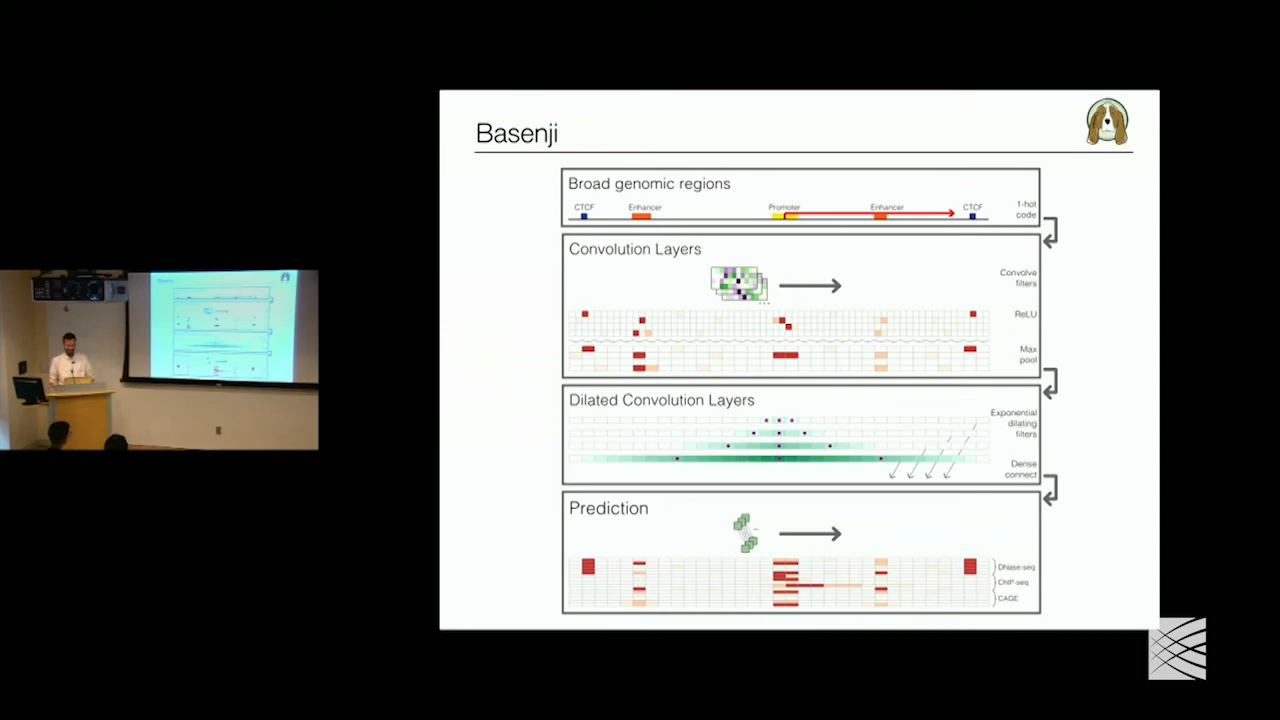 Basenji
Broad genomic regions
CTCF
Enhancer
Promoter
Enhancer
CTCF
1-hot
code
Convolution Layers
Convolve
filters
ReLU
Max
pool
Dilated Convolution Layers
Exponential
dilating
filters
Dense
connect
Prediction
DNase-seq
ChIP-seq
CAGE